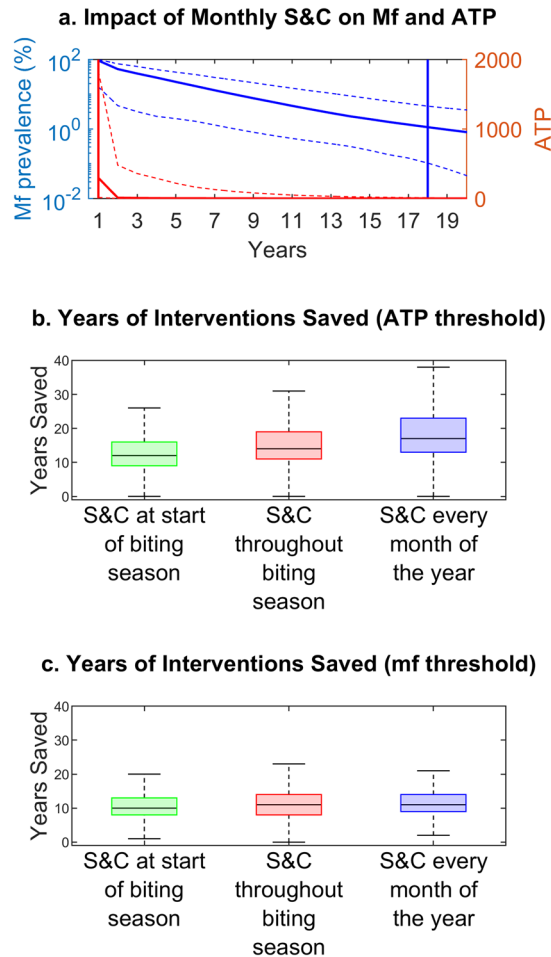 a. Impact of Monthly S&C on Mf and ATP
Mf prevalence (%)
10^2
10^0
10^-2
2000
1000
0
ATP
1 3 5 7 9 11 13 15 17 19
Years
b. Years of Interventions Saved (ATP threshold)
Years Saved
40
30
20
10
0
S&C at start
of biting
season
S&C
throughout
biting
season
S&C every
month of
the year
c. Years of Interventions Saved (mf threshold)
Years Saved
40
30
20
10
0
S&C at start
of biting
season
S&C
throughout
biting
season
S&C every
month of
the year